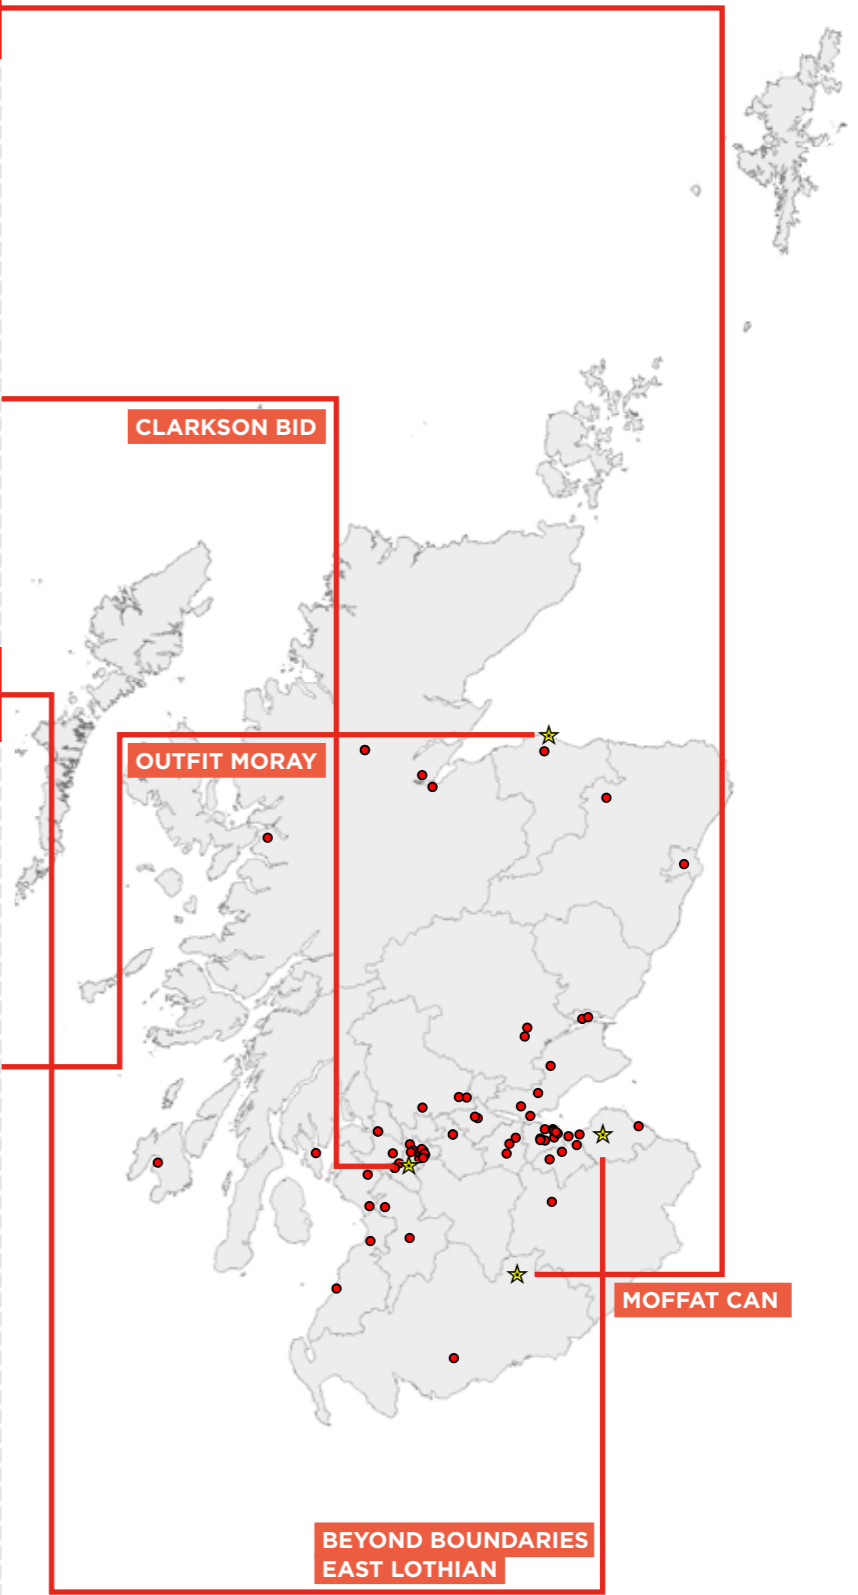 CLARKSON BID
OUTFIT MORAY
MOFFAT CAN
BEYOND BOUNDARIES
EAST LOTHIAN